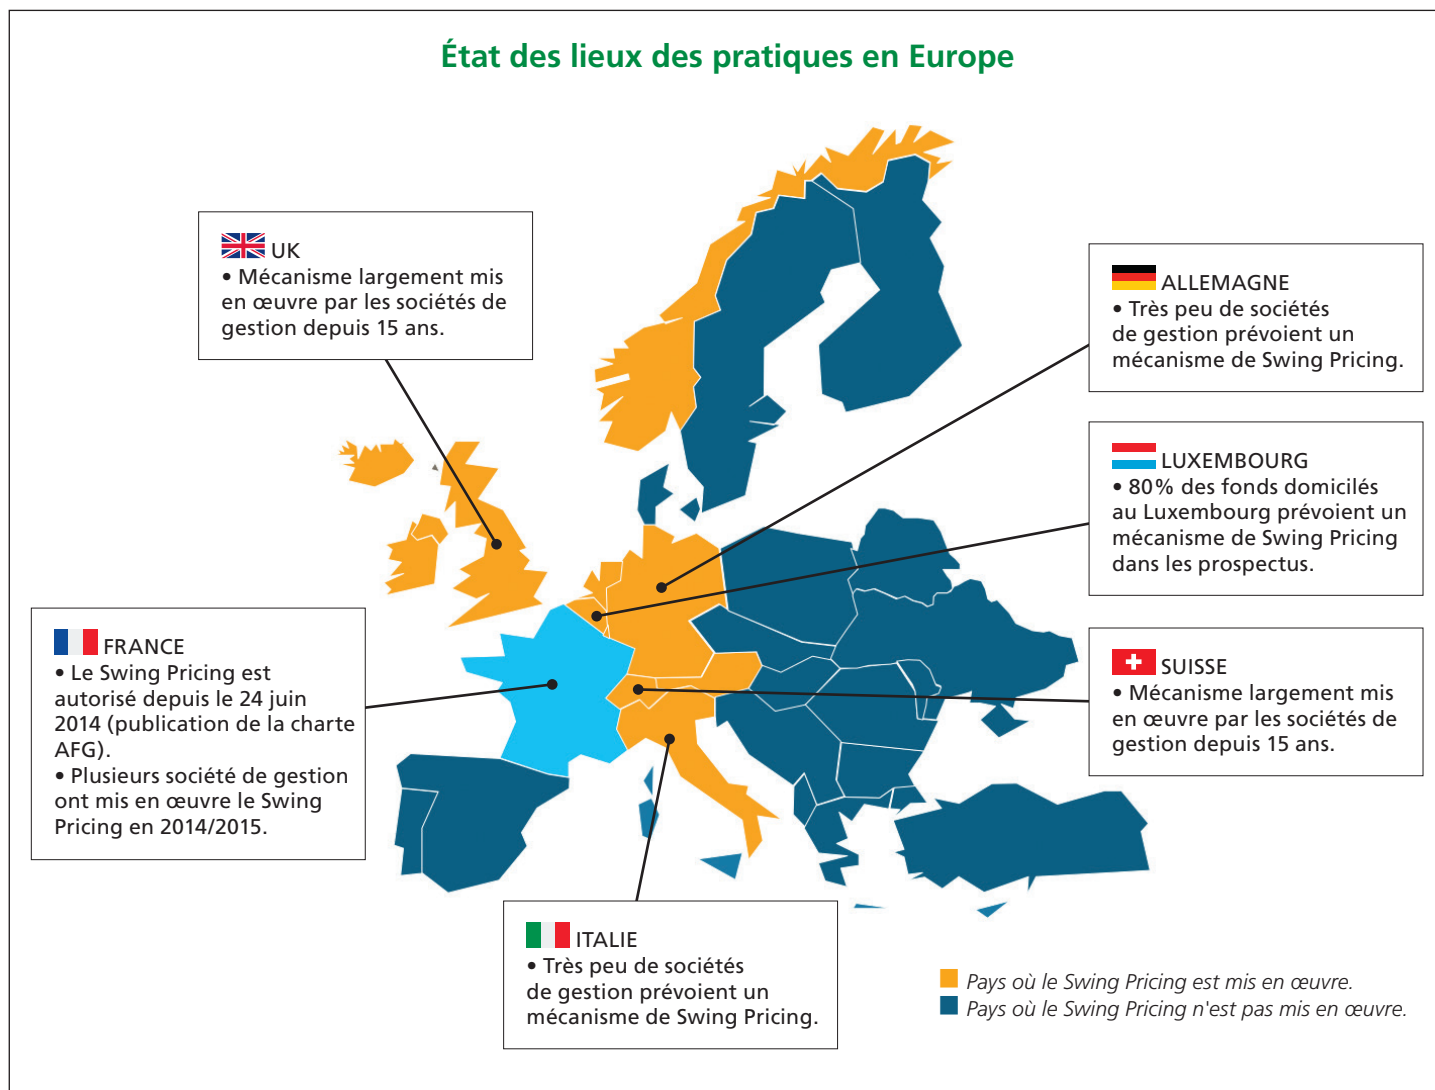 État des lieux des pratiques en Europe
UK
• Mécanisme largement mis
en œuvre par les sociétés de
gestion depuis 15 ans.
ALLEMAGNE
• Très peu de sociétés
de gestion prévoient un
mécanisme de Swing Pricing.
LUXEMBOURG
• 80% des fonds domicilés
au Luxembourg prévoient un
mécanisme de Swing Pricing
dans les prospectus.
FRANCE
• Le Swing Pricing est
autorisé depuis le 24 juin
2014 (publication de la charte
AFG).
• Plusieurs société de gestion
ont mis en œuvre le Swing
Pricing en 2014/2015.
SUISSE
• Mécanisme largement mis
en œuvre par les sociétés de
gestion depuis 15 ans.
ITALIE
• Très peu de sociétés
de gestion prévoient un
mécanisme de Swing Pricing.
Pays où le Swing Pricing est mis en œuvre.
Pays où le Swing Pricing n'est pas mis en œuvre.